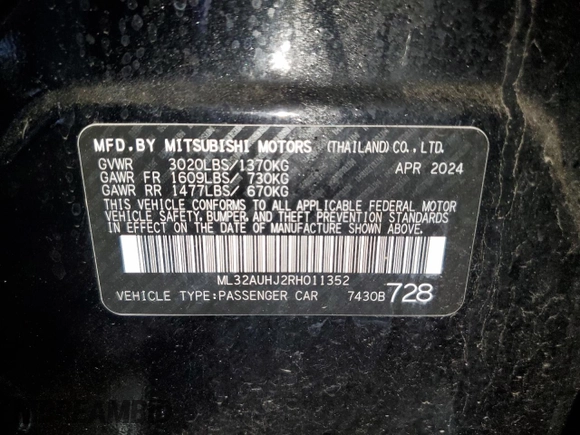 MFD.BY MITSUBISHI MOTORS (THAILAND)CO.,LTD.
GVWR 3020LBS/1370KG APR 2024
GAWR FR 1609LBS/ 730KG
GAWR RR 1477LBS/ 670KG
THIS VEHICLE CONFORMS TO ALL APPLICABLE FEDERAL MOTOR
VEHICLE SAFETY, BUMPER, AND THEFT PREVENTION STANDARDS
IN EFFECT ON THE DATE OF MANUFACTURE SHOWN ABOVE.
ML32AUHJ2RH011352
VEHICLE TYPE:PASSENGER CAR 7430B 728